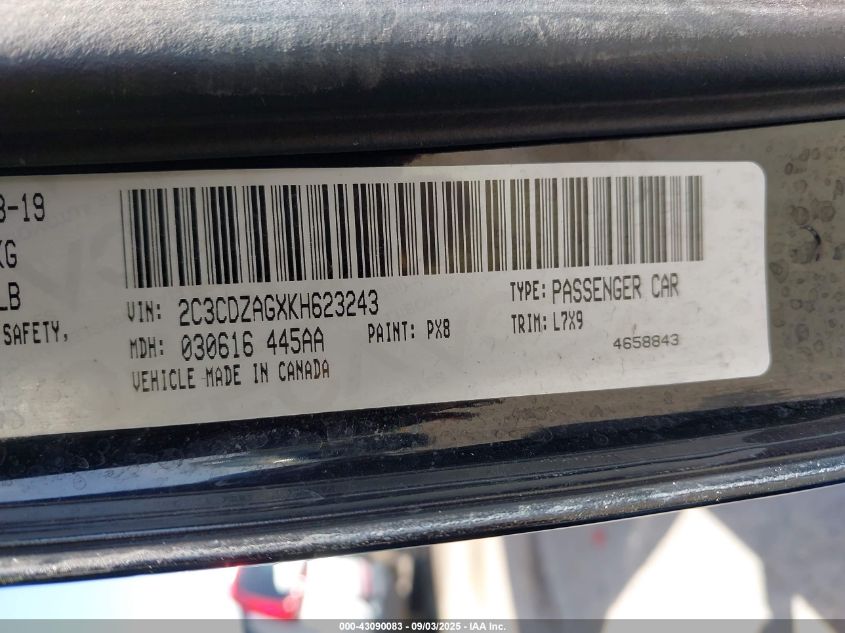 3-19
KG
LB
SAFETY,
VIN: 2C3CDZAGXKH623243
TYPE: PASSENGER CAR
MDH: 030616 445AA
PAINT: PX8
TRIM: L7X9
VEHICLE MADE IN CANADA
4658843
000-43090083 - 09/03/2025 - IAA Inc.